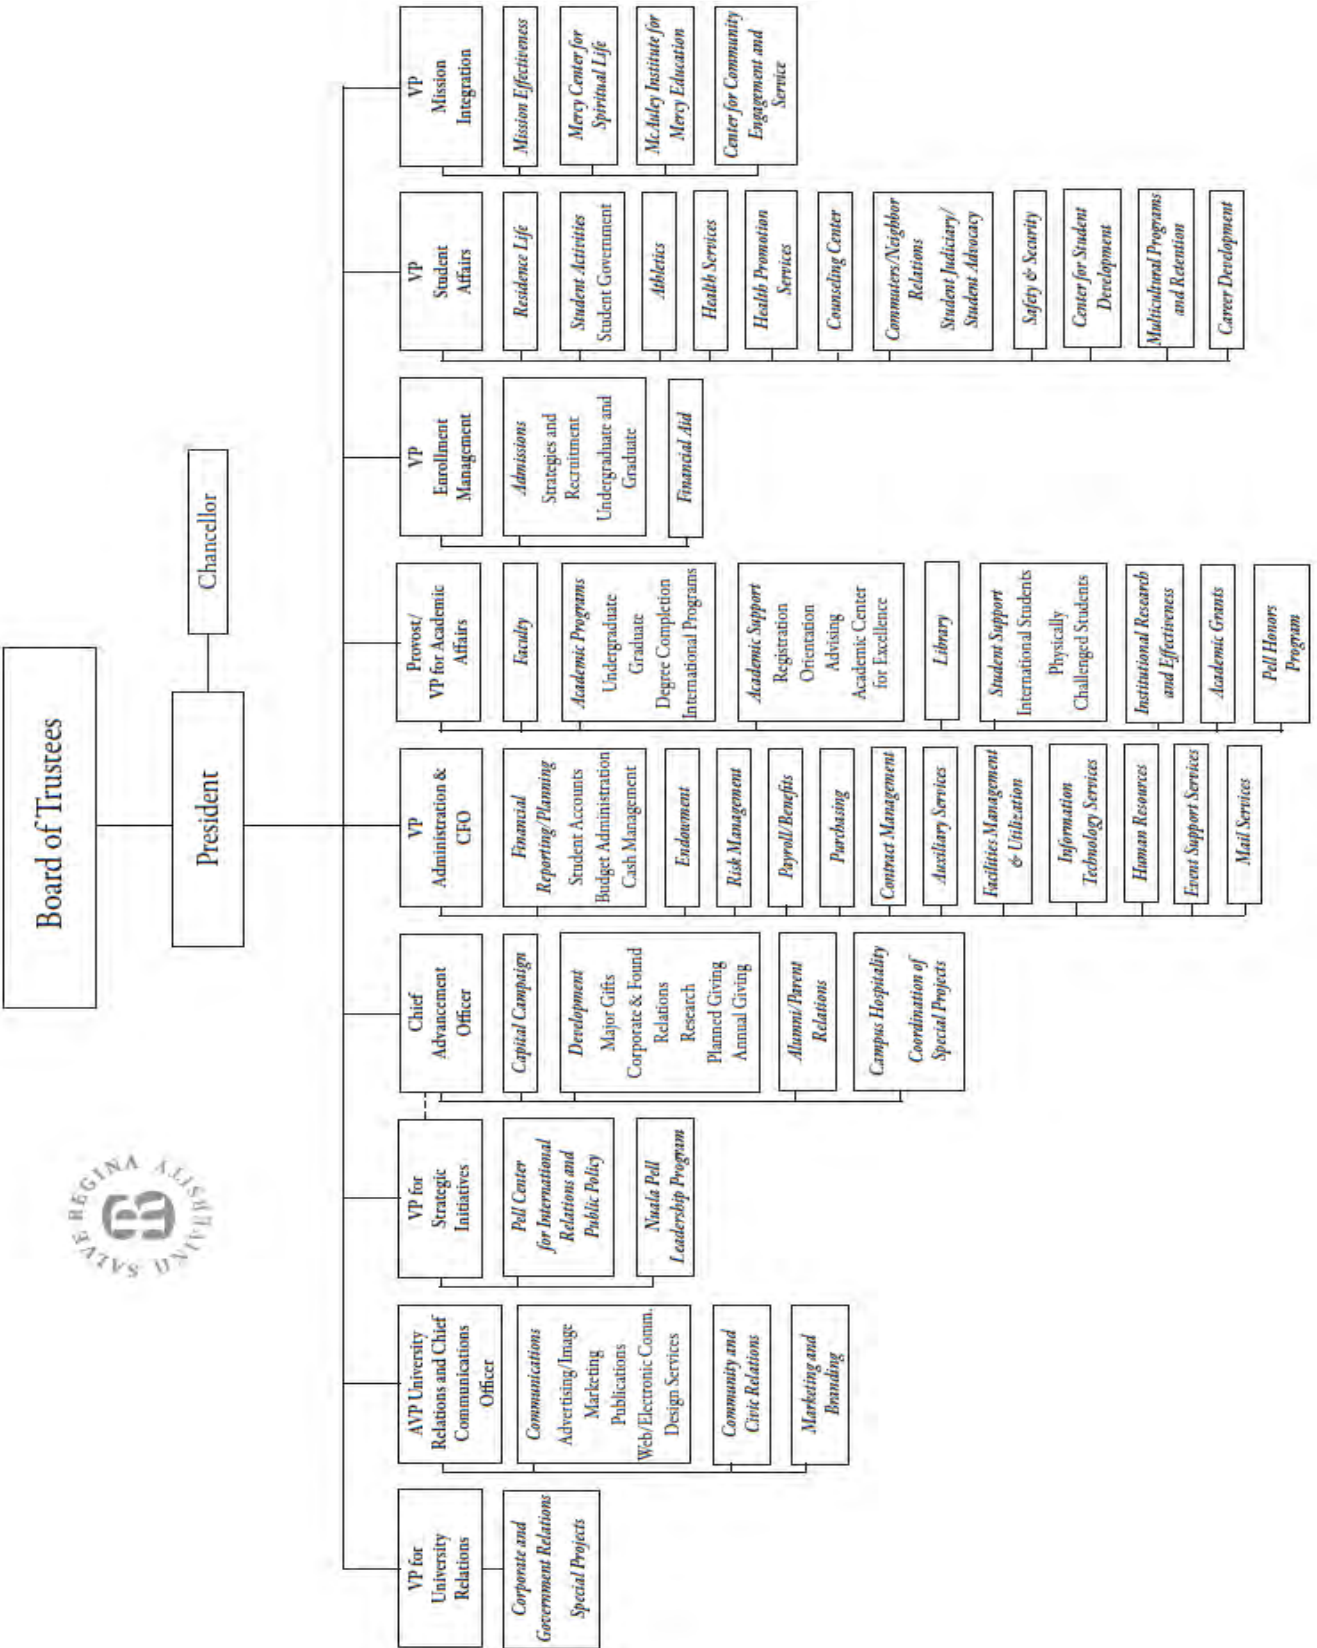 SALVE REGINA UNIVERSITY
SR
Board of Trustees
President
Chancellor
VP for
University
Relations
Corporate and
Government Relations
Special Projects
AVP University
Relations and Chief
Communications
Officer
Communications
Advertising/Image
Marketing
Publications
Web/Electronic Comm.
Design Services
Community and
Civic Relations
Marketing and
Branding
VP for
Strategic
Initiatives
Pell Center
for International
Relations and
Public Policy
Nuala Pell
Leadership Program
Chief
Advancement
Officer
Capital Campaign
Development
Major Gifts
Corporate & Found
Relations
Research
Planned Giving
Annual Giving
Alumni/Parent
Relations
Campus Hospitality
Coordination of
Special Projects
VP
Administration &
CFO
Financial
Reporting/Planning
Student Accounts
Budget Administration
Cash Management
Endowment
Risk Management
Payroll/Benefits
Purchasing
Contract Management
Auxiliary Services
Facilities Management
& Utilization
Information
Technology Services
Human Resources
Event Support Services
Mail Services
Provost/
VP for Academic
Affairs
Faculty
Academic Programs
Undergraduate
Graduate
Degree Completion
International Programs
Academic Support
Registration
Orientation
Advising
Academic Center
for Excellence
Library
Student Support
International Students
Physically
Challenged Students
Institutional Research
and Effectiveness
Academic Grants
Pell Honors
Program
VP
Enrollment
Management
Admissions
Strategies and
Recruitment
Undergraduate and
Graduate
Financial Aid
VP
Student
Affairs
Residence Life
Student Activities
Student Government
Athletics
Health Services
Health Promotion
Services
Counseling Center
Commuters/Neighbor
Relations
Student Judiciary/
Student Advocacy
Safety & Security
Center for Student
Development
Multicultural Programs
and Retention
Career Development
VP
Mission
Integration
Mission Effectiveness
Mercy Center for
Spiritual Life
McAuley Institute for
Mercy Education
Center for Community
Engagement and
Service